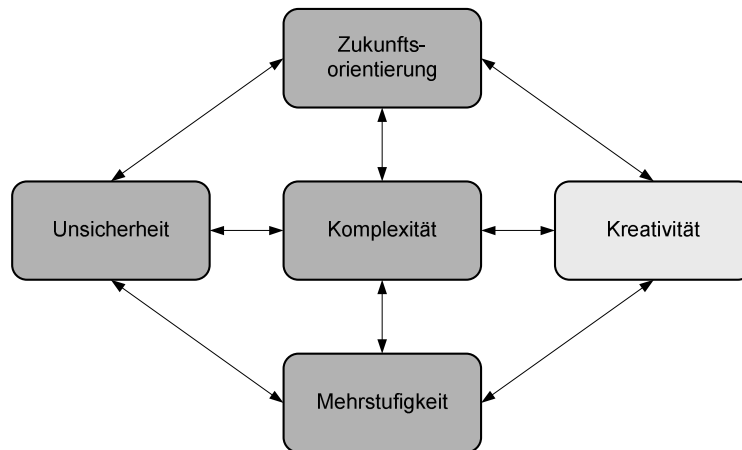 Zukunfts-
orientierung
Unsicherheit
Komplexität
Kreativität
Mehrstufigkeit